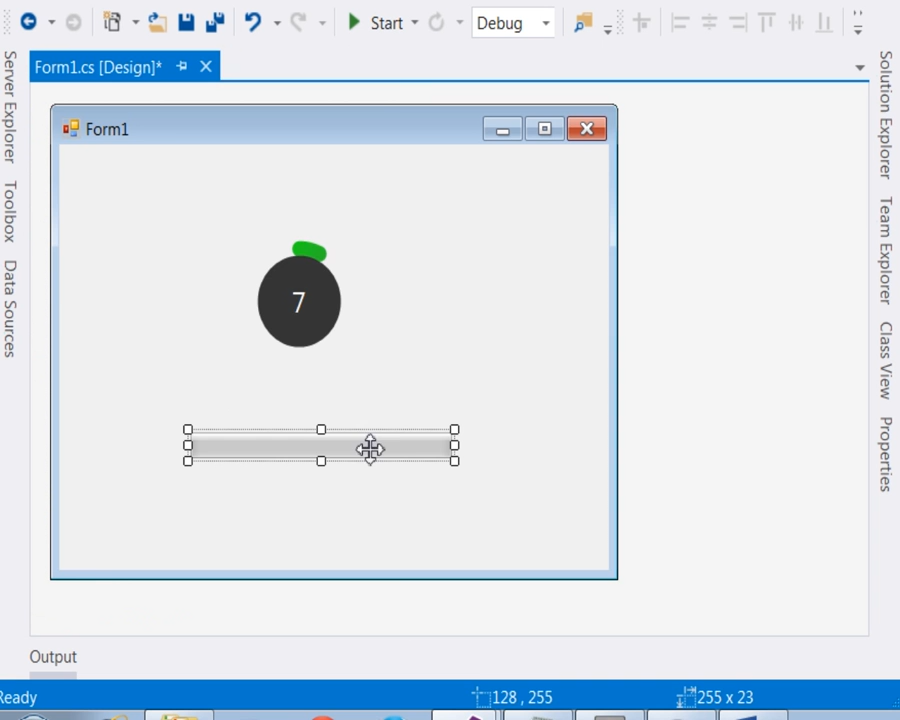 Start
Debug
Form1.cs [Design]*
Server Explorer
Toolbox
Data Sources
Form1
7
Solution Explorer
Team Explorer
Class View
Properties
Output
Ready
128 , 255
255 x 23